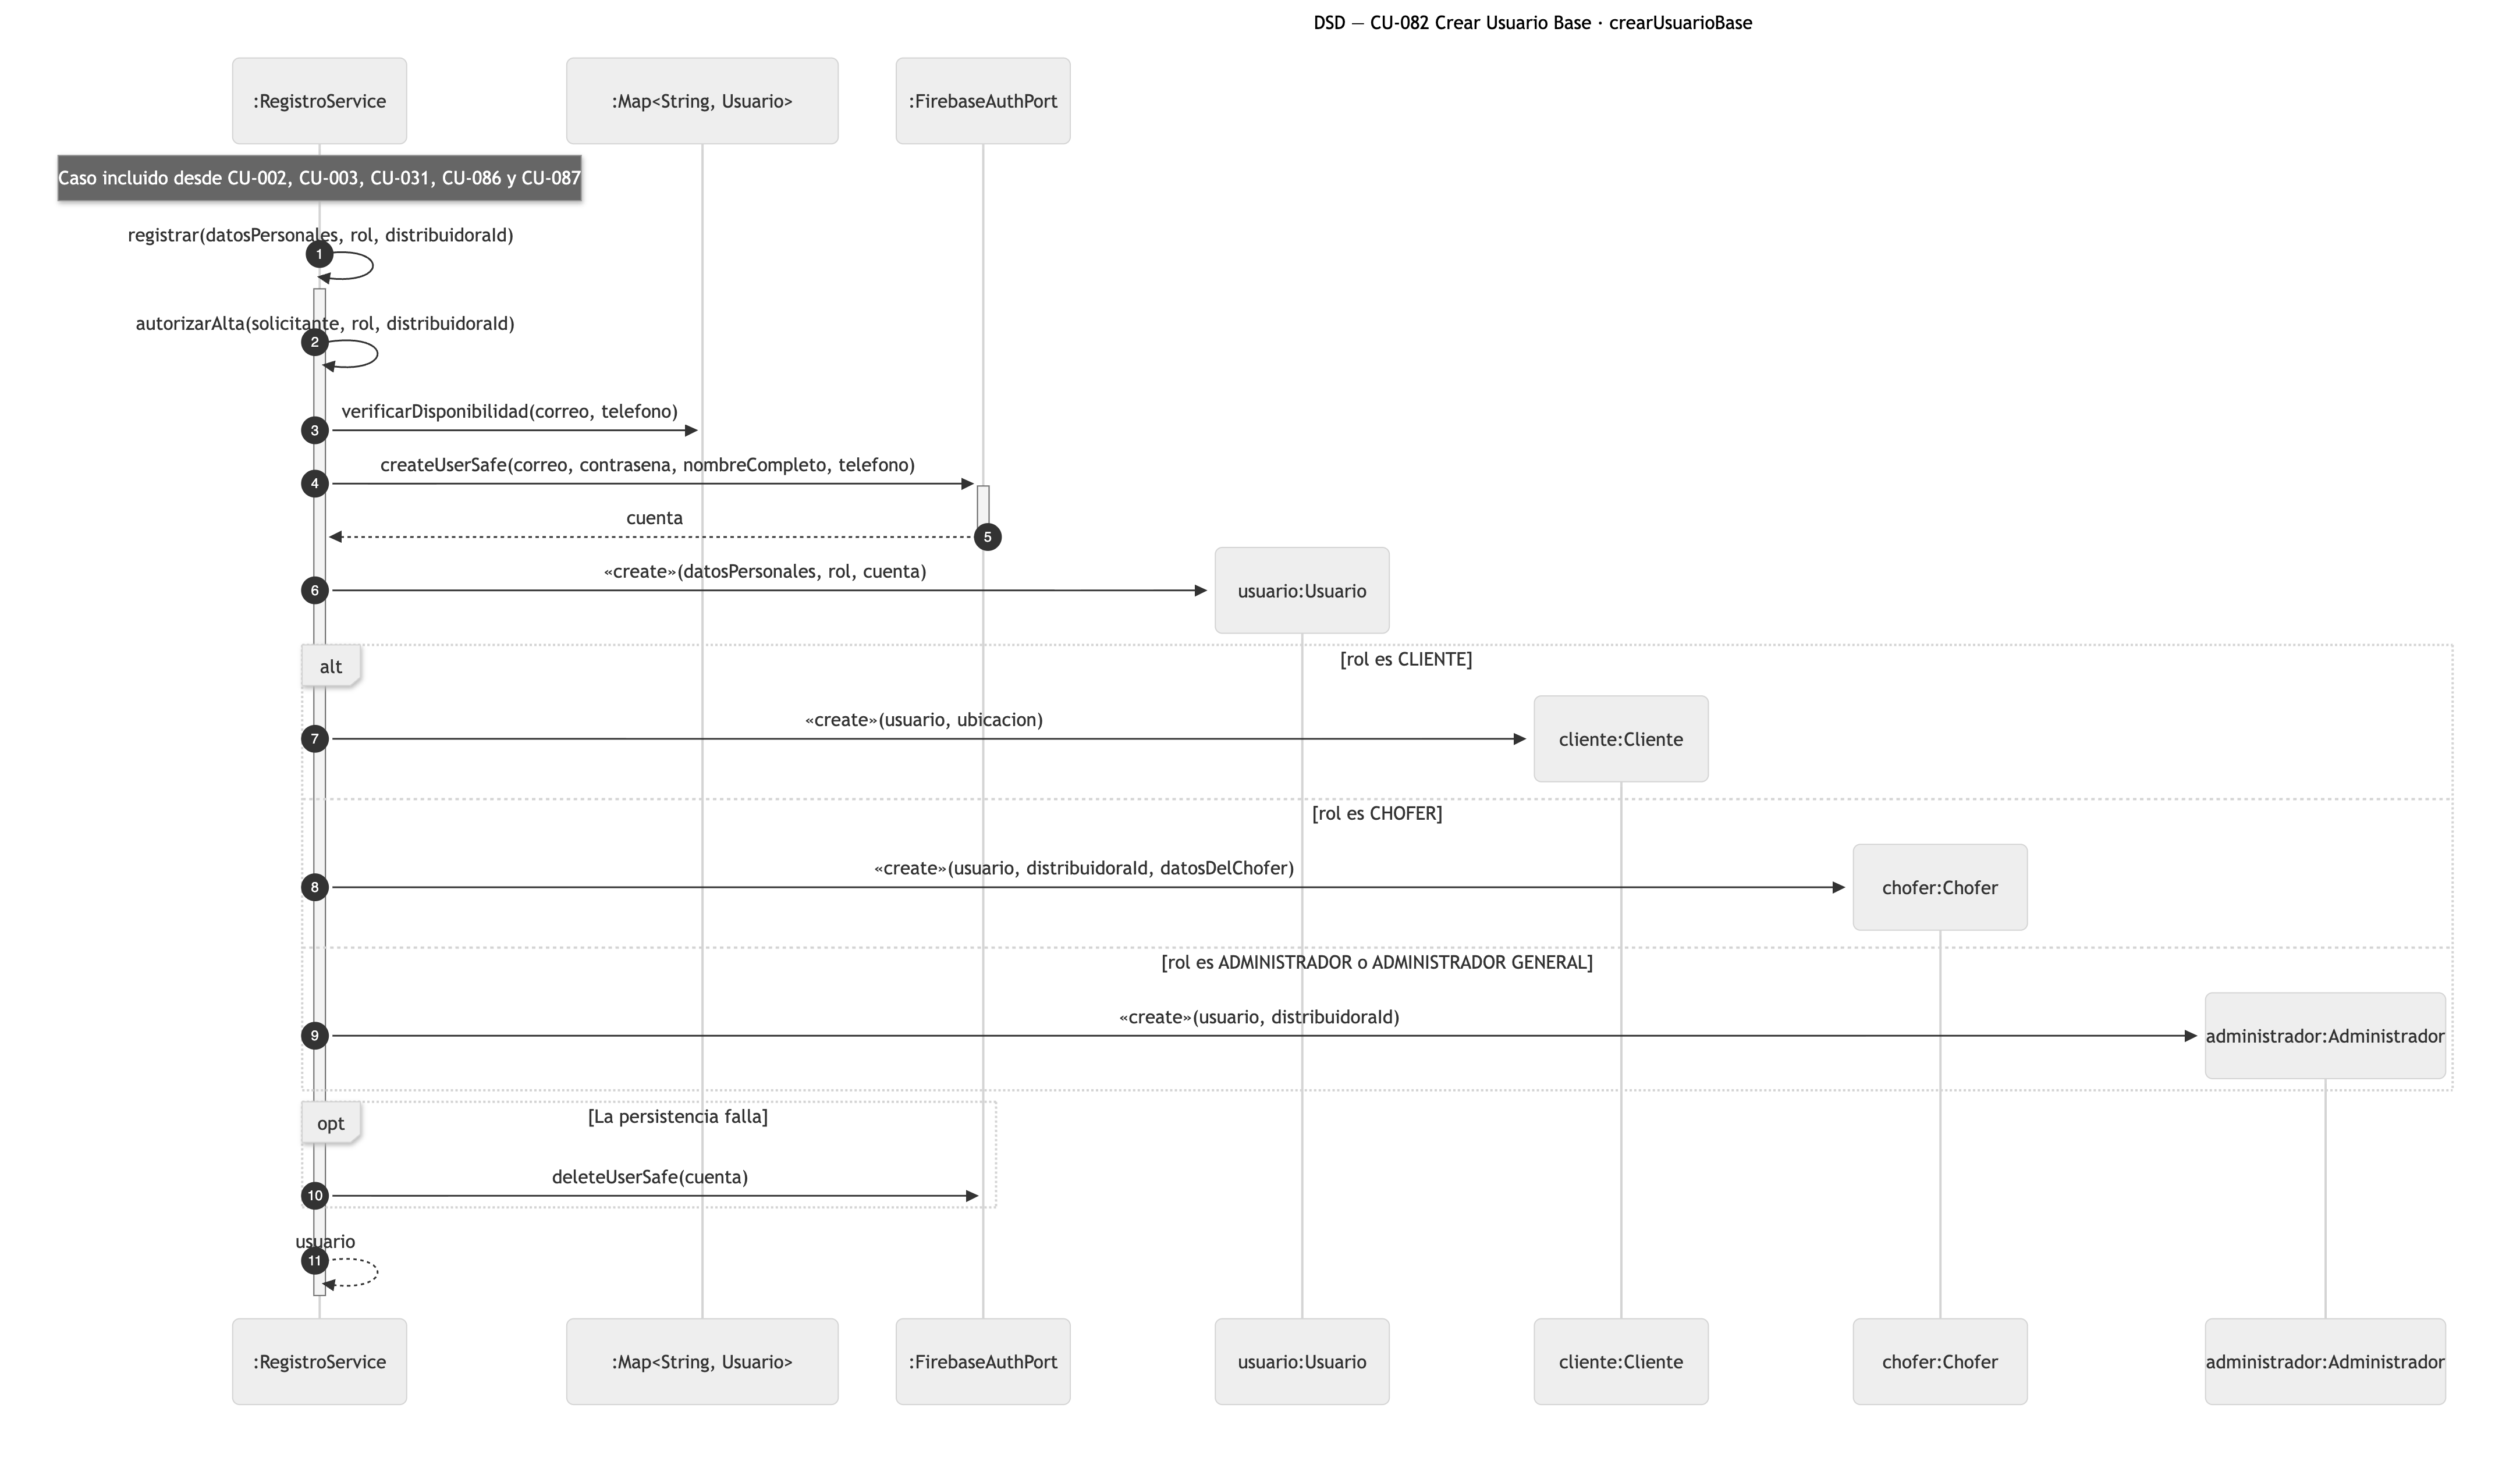 DSD — CU-082 Crear Usuario Base · crearUsuarioBase
:RegistroService
:Map<String, Usuario>
:FirebaseAuthPort
Caso incluido desde CU-002, CU-003, CU-031, CU-086 y CU-087
registrar(datosPersonales, rol, distribuidoraId)
1
autorizarAlta(solicitante, rol, distribuidoraId)
2
verificarDisponibilidad(correo, telefono)
3
createUserSafe(correo, contrasena, nombreCompleto, telefono)
4
cuenta
5
«create»(datosPersonales, rol, cuenta)
6
usuario:Usuario
alt
[rol es CLIENTE]
«create»(usuario, ubicacion)
7
cliente:Cliente
[rol es CHOFER]
«create»(usuario, distribuidoraId, datosDelChofer)
8
chofer:Chofer
[rol es ADMINISTRADOR o ADMINISTRADOR GENERAL]
«create»(usuario, distribuidoraId)
9
administrador:Administrador
opt
[La persistencia falla]
deleteUserSafe(cuenta)
10
usuario
11
:RegistroService
:Map<String, Usuario>
:FirebaseAuthPort
usuario:Usuario
cliente:Cliente
chofer:Chofer
administrador:Administrador